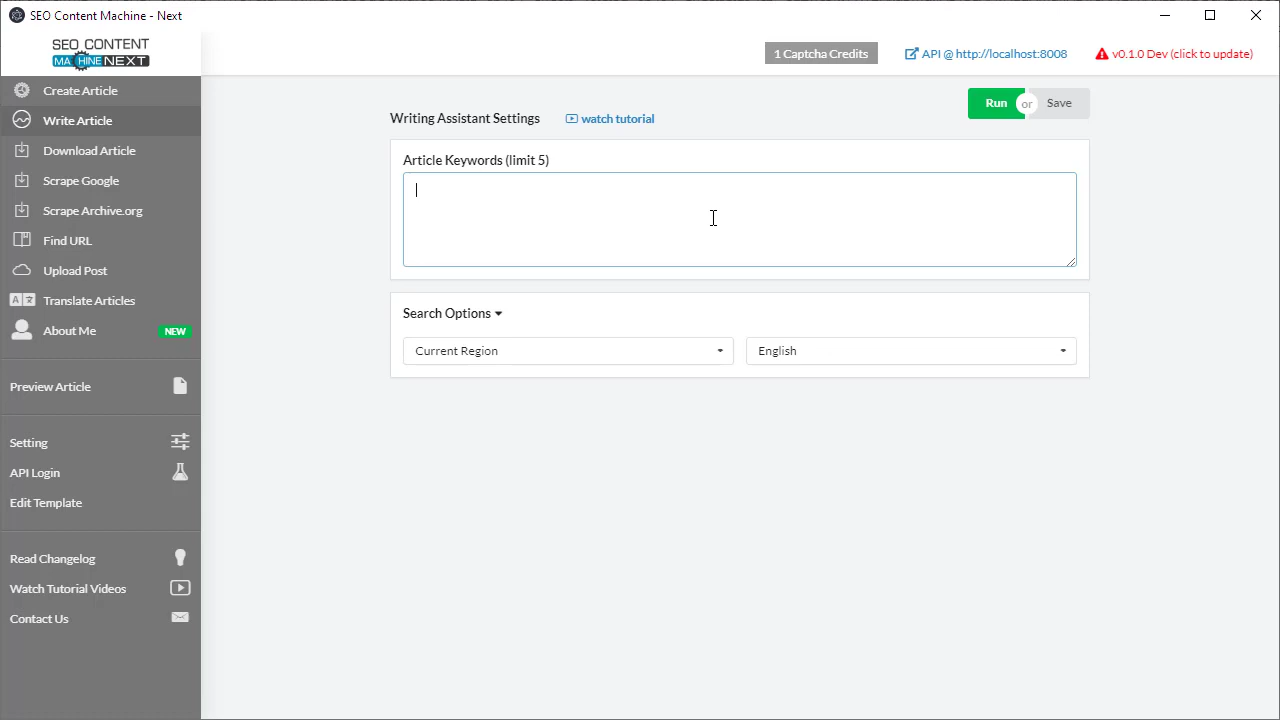 SEO Content Machine - Next
SEO CONTENT
MACHINE NEXT
1 Captcha Credits
API @ http://localhost:8008
v0.1.0 Dev (click to update)
Create Article
Write Article
Download Article
Scrape Google
Scrape Archive.org
Find URL
Upload Post
Translate Articles
About Me NEW
Preview Article
Setting
API Login
Edit Template
Read Changelog
Watch Tutorial Videos
Contact Us
Run or Save
Writing Assistant Settings watch tutorial
Article Keywords (limit 5)
Search Options
Current Region
English